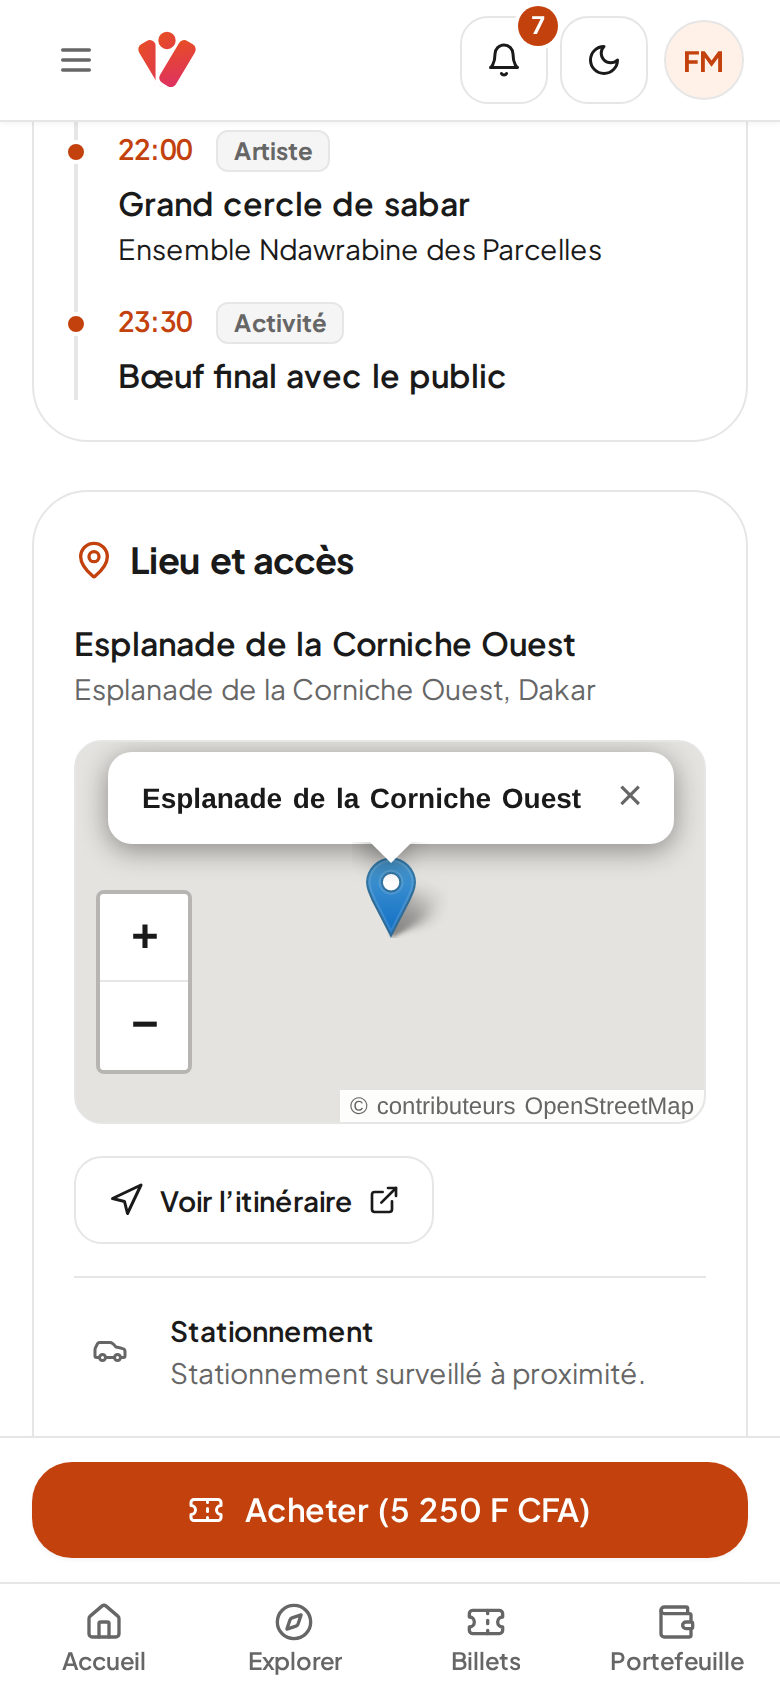 7
FM
22:00 Artiste
Grand cercle de sabar
Ensemble Ndawrabine des Parcelles
23:30 Activité
Bœuf final avec le public
Lieu et accès
Esplanade de la Corniche Ouest
Esplanade de la Corniche Ouest, Dakar
Esplanade de la Corniche Ouest ×
+
−
© contributeurs OpenStreetMap
Voir l’itinéraire
Stationnement
Stationnement surveillé à proximité.
Acheter (5 250 F CFA)
Accueil Explorer Billets Portefeuille